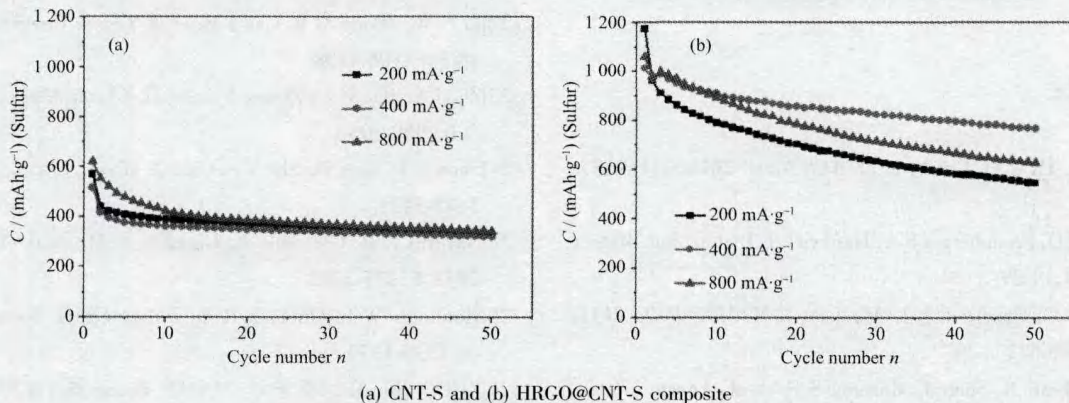 (a)
200 mA·g⁻¹
400 mA·g⁻¹
800 mA·g⁻¹
1 200
1 000
800
600
400
200
0
0
10
20
30
40
50
C / (mAh·g⁻¹) (Sulfur)
Cycle number n
(b)
200 mA·g⁻¹
400 mA·g⁻¹
800 mA·g⁻¹
1 200
1 000
800
600
400
200
0
0
10
20
30
40
50
C / (mAh·g⁻¹) (Sulfur)
Cycle number n
(a) CNT-S and (b) HRGO@CNT-S composite